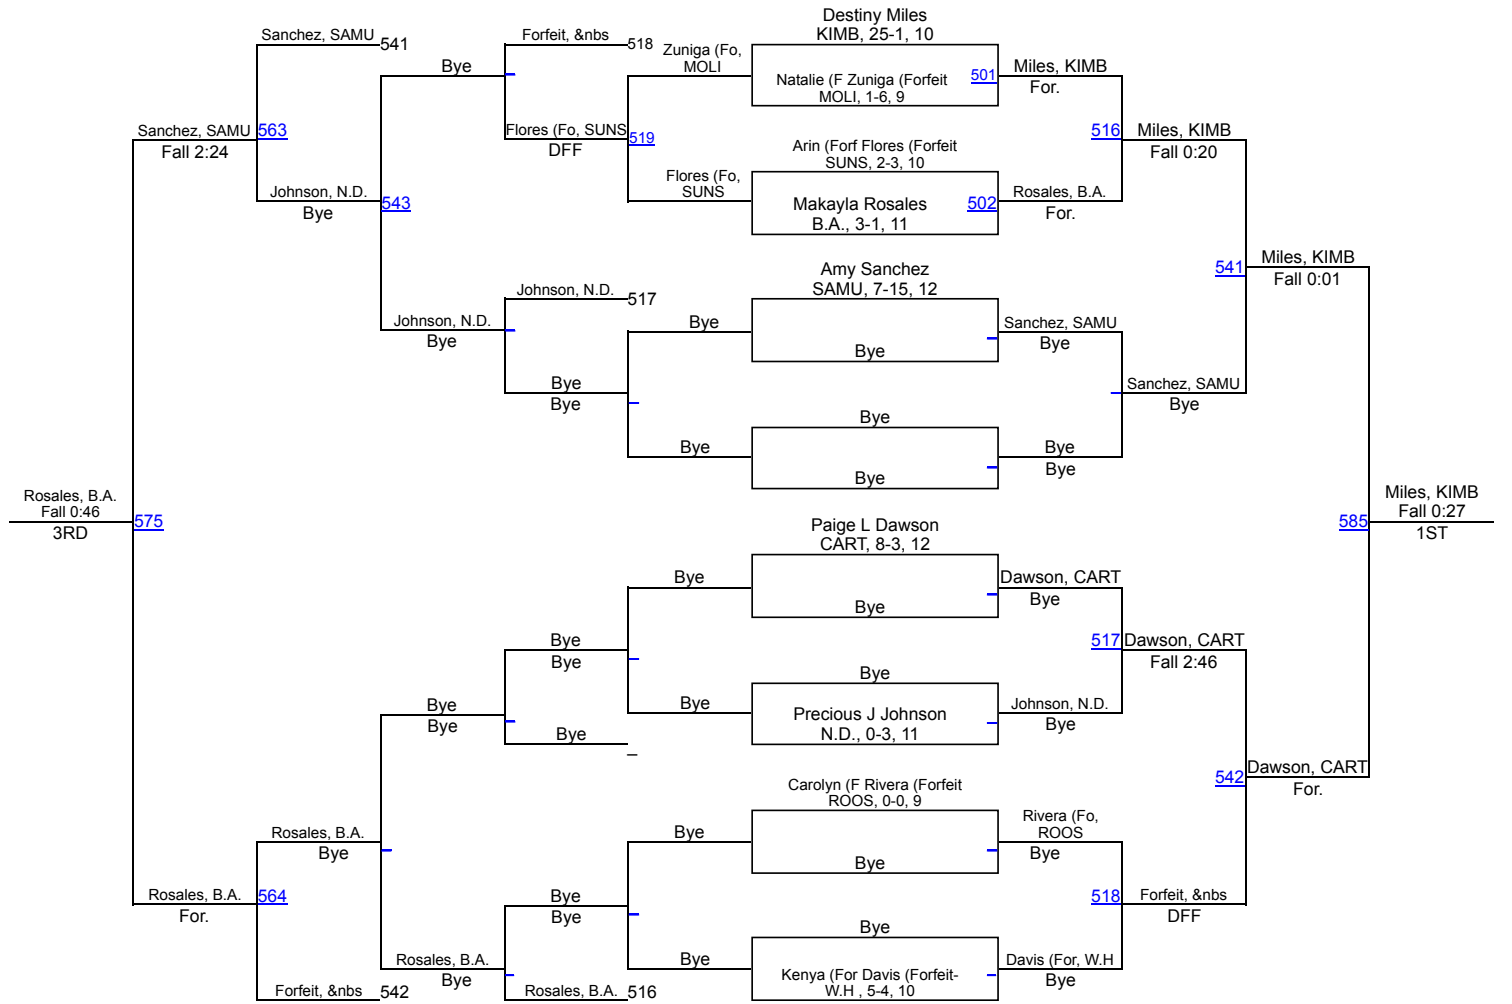 Destiny Miles
KIMB, 25-1, 10
Sanchez, SAMU
541
Forfeit, &nbs
518
Zuniga (Fo,
MOLI
Bye
Natalie (F Zuniga (Forfeit
MOLI, 1-6, 9
501
Miles, KIMB
For.
Sanchez, SAMU
563
Fall 2:24
Flores (Fo, SUNS
519
DFF
Arin (Forf Flores (Forfeit
SUNS, 2-3, 10
516
Miles, KIMB
Fall 0:20
Johnson, N.D.
Bye
543
Flores (Fo,
SUNS
Makayla Rosales
B.A., 3-1, 11
502
Rosales, B.A.
For.
Amy Sanchez
SAMU, 7-15, 12
541
Miles, KIMB
Fall 0:01
Johnson, N.D.
517
Johnson, N.D.
Bye
Bye
Bye
Sanchez, SAMU
Bye
Bye
Bye
Bye
Sanchez, SAMU
Bye
Bye
Bye
Bye
Bye
Rosales, B.A.
Fall 0:46
3RD
575
Paige L Dawson
CART, 8-3, 12
585
Miles, KIMB
Fall 0:27
1ST
Bye
Bye
Dawson, CART
Bye
Bye
Bye
517
Dawson, CART
Fall 2:46
Bye
Bye
Bye
Bye
Bye
_
Precious J Johnson
N.D., 0-3, 11
Johnson, N.D.
Bye
Carolyn (F Rivera (Forfeit
ROOS, 0-0, 9
542
Dawson, CART
For.
Rosales, B.A.
Bye
Bye
Bye
Rivera (Fo,
ROOS
Bye
Rosales, B.A.
564
For.
Bye
Bye
518
Forfeit, &nbs
DFF
Bye
Rosales, B.A.
Bye
Bye
Kenya (For Davis (Forfeit-
W.H , 5-4, 10
Davis (For, W.H
Bye
Forfeit, &nbs
542
Rosales, B.A.
516